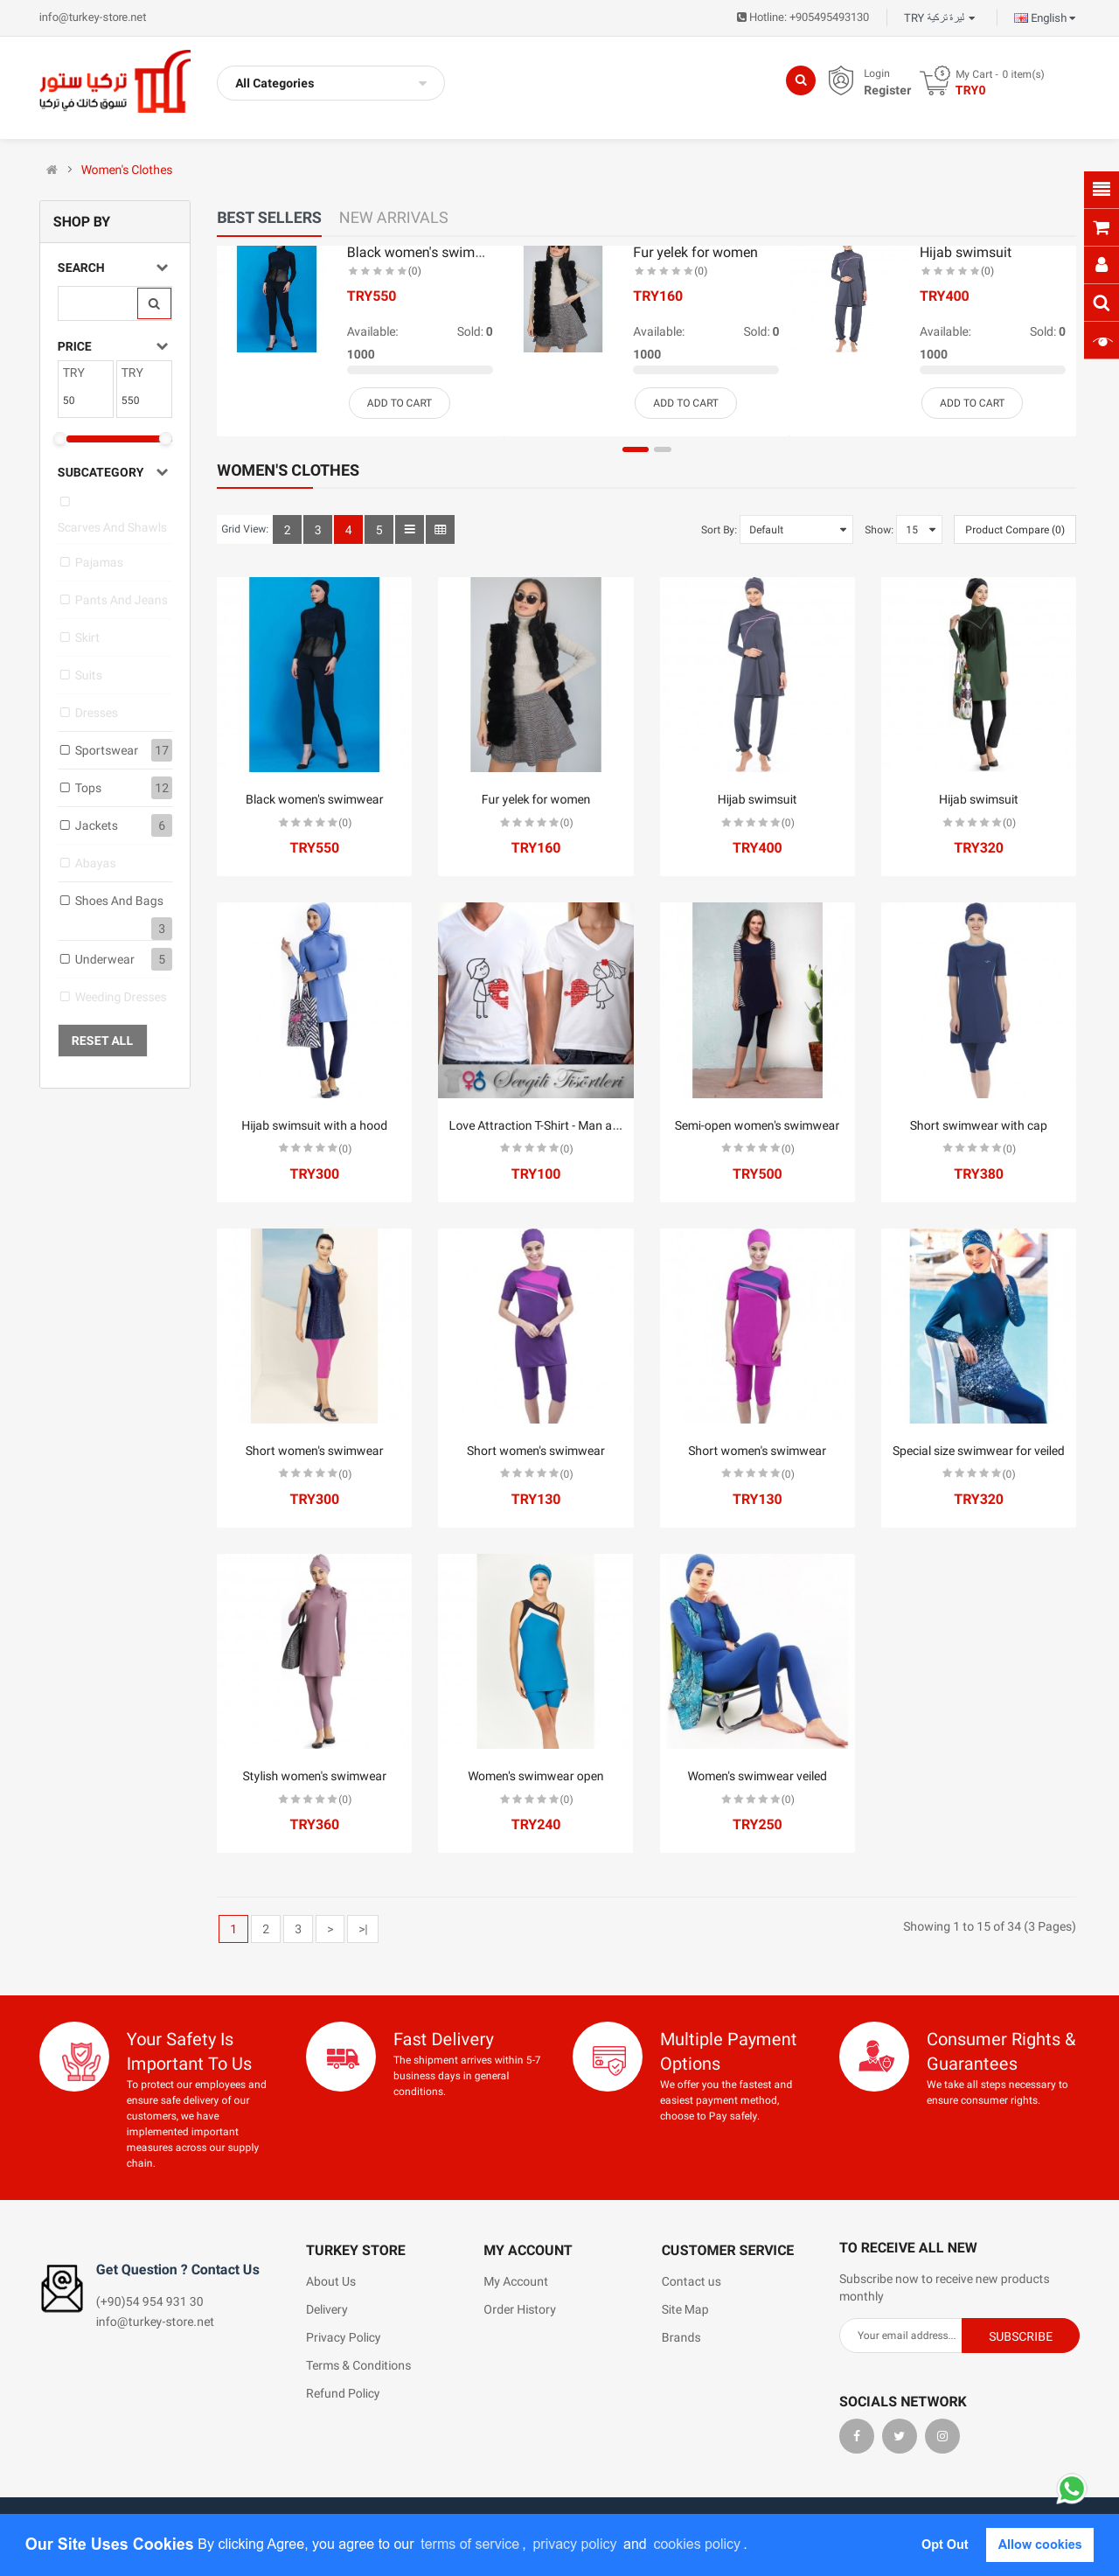 info@turkey-store.net
Hotline: +905495493130
TRY ليرة تركية
English
تركيا ستور
تسوق كانك في تركيا
All Categories
Login
Register
My Cart - 0 item(s)
TRY0
Women's Clothes
SHOP BY
SEARCH
PRICE
TRY
50
TRY
550
SUBCATEGORY
Scarves And Shawls
Pajamas
Pants And Jeans
Skirt
Suits
Dresses
Sportswear 17
Tops 12
Jackets 6
Abayas
Shoes And Bags
3
Underwear 5
Weeding Dresses
RESET ALL
BEST SELLERS NEW ARRIVALS
Black women's swim...
(0)
TRY550
Available: Sold: 0
1000
ADD TO CART
Fur yelek for women
(0)
TRY160
Available: Sold: 0
1000
ADD TO CART
Hijab swimsuit
(0)
TRY400
Available: Sold: 0
1000
ADD TO CART
WOMEN'S CLOTHES
Grid View: 2 3 4 5
Sort By: Default
Show: 15
Product Compare (0)
Black women's swimwear
(0)
TRY550
Fur yelek for women
(0)
TRY160
Hijab swimsuit
(0)
TRY400
Hijab swimsuit
(0)
TRY320
Hijab swimsuit with a hood
(0)
TRY300
Sevgili Tisörtleri
Love Attraction T-Shirt - Man a...
(0)
TRY100
Semi-open women's swimwear
(0)
TRY500
Short swimwear with cap
(0)
TRY380
Short women's swimwear
(0)
TRY300
Short women's swimwear
(0)
TRY130
Short women's swimwear
(0)
TRY130
Special size swimwear for veiled
(0)
TRY320
Stylish women's swimwear
(0)
TRY360
Women's swimwear open
(0)
TRY240
Women's swimwear veiled
(0)
TRY250
1 2 3 > >|
Showing 1 to 15 of 34 (3 Pages)
Your Safety Is
Important To Us
To protect our employees and
ensure safe delivery of our
customers, we have
implemented important
measures across our supply
chain.
Fast Delivery
The shipment arrives within 5-7
business days in general
conditions.
Multiple Payment
Options
We offer you the fastest and
easiest payment method,
choose to Pay safely.
Consumer Rights &
Guarantees
We take all steps necessary to
ensure consumer rights.
Get Question ? Contact Us
(+90)54 954 931 30
info@turkey-store.net
TURKEY STORE
About Us
Delivery
Privacy Policy
Terms & Conditions
Refund Policy
MY ACCOUNT
My Account
Order History
CUSTOMER SERVICE
Contact us
Site Map
Brands
TO RECEIVE ALL NEW
Subscribe now to receive new products
monthly
Your email address... SUBSCRIBE
SOCIALS NETWORK
Our Site Uses Cookies By clicking Agree, you agree to our terms of service , privacy policy and cookies policy .
Opt Out
Allow cookies